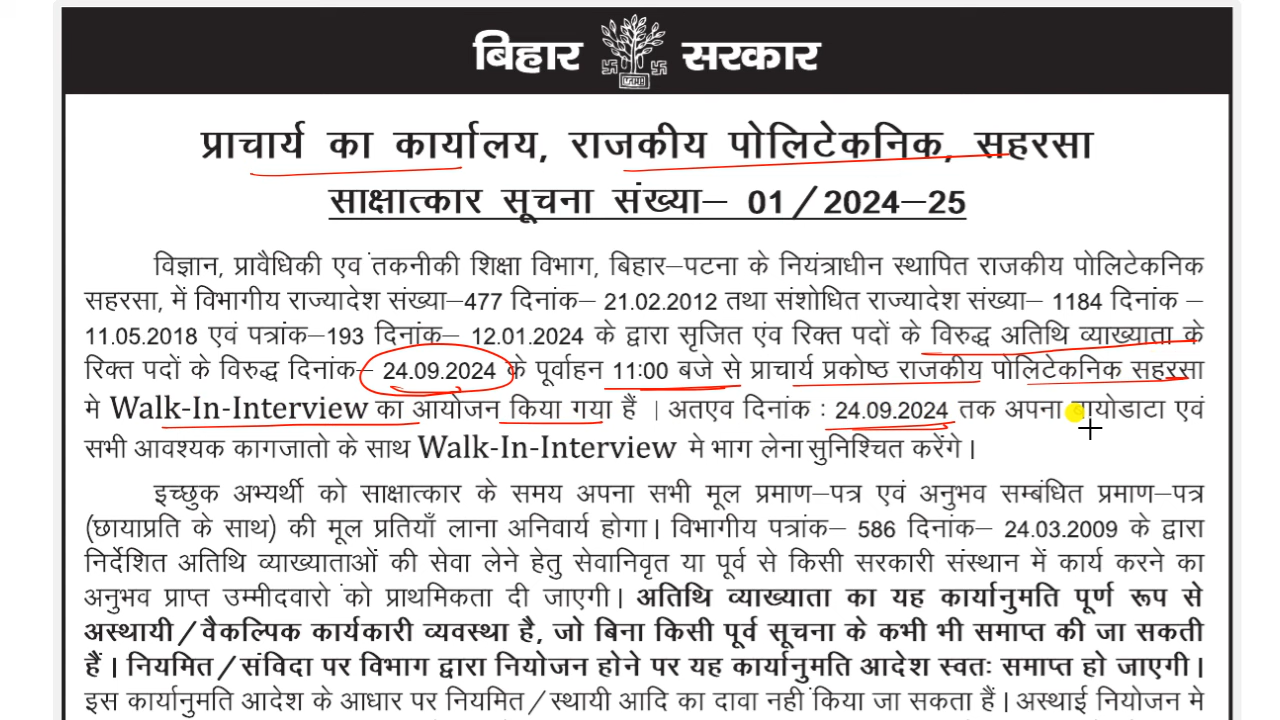 बिहार सरकार
प्राचार्य का कार्यालय, राजकीय पोलिटेकनिक, सहरसा
साक्षात्कार सूचना संख्या– 01/2024–25
विज्ञान, प्रावैधिकी एवं तकनीकी शिक्षा विभाग, बिहार–पटना के नियंत्राधीन स्थापित राजकीय पोलिटेकनिक
सहरसा, में विभागीय राज्यादेश संख्या–477 दिनांक– 21.02.2012 तथा संशोधित राज्यादेश संख्या– 1184 दिनांक –
11.05.2018 एवं पत्रांक–193 दिनांक– 12.01.2024 के द्वारा सृजित एंव रिक्त पदों के विरुद्ध अतिथि व्याख्याता के
रिक्त पदों के विरुद्ध दिनांक– 24.09.2024 के पूर्वाहन 11:00 बजे से प्राचार्य प्रकोष्ठ राजकीय पोलिटेकनिक सहरसा
मे Walk-In-Interview का आयोजन किया गया हैं । अतएव दिनांक : 24.09.2024 तक अपना बायोडाटा एवं
सभी आवश्यक कागजातो के साथ Walk-In-Interview मे भाग लेना सुनिश्चित करेंगे।
इच्छुक अभ्यर्थी को साक्षात्कार के समय अपना सभी मूल प्रमाण–पत्र एवं अनुभव सम्बंधित प्रमाण–पत्र
(छायाप्रति के साथ) की मूल प्रतियाँ लाना अनिवार्य होगा। विभागीय पत्रांक– 586 दिनांक– 24.03.2009 के द्वारा
निर्देशित अतिथि व्याख्याताओं की सेवा लेने हेतु सेवानिवृत या पूर्व से किसी सरकारी संस्थान में कार्य करने का
अनुभव प्राप्त उम्मीदवारो को प्राथमिकता दी जाएगी। अतिथि व्याख्याता का यह कार्यानुमति पूर्ण रूप से
अस्थायी/वैकल्पिक कार्यकारी व्यवस्था है, जो बिना किसी पूर्व सूचना के कभी भी समाप्त की जा सकती
हैं। नियमित/संविदा पर विभाग द्वारा नियोजन होने पर यह कार्यानुमति आदेश स्वतः समाप्त हो जाएगी।
इस कार्यानुमति आदेश के आधार पर नियमित/स्थायी आदि का दावा नही किया जा सकता हैं। अस्थाई नियोजन मे